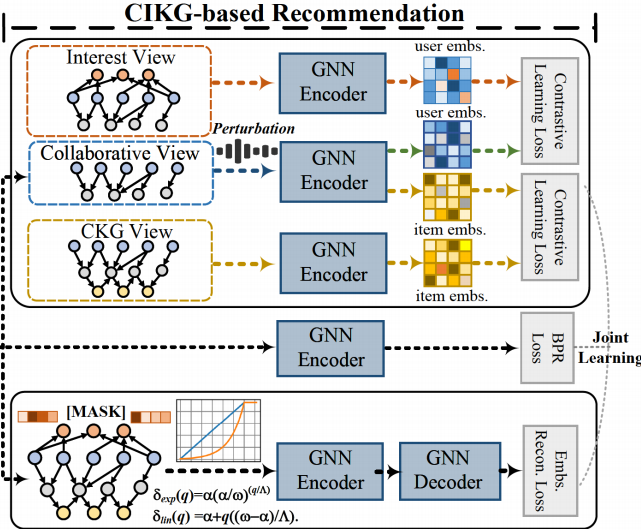 CIKG-based Recommendation
Interest View
GNN
Encoder
user embs.
Contrastive
Learning Loss
Perturbation
Collaborative View
GNN
Encoder
user embs.
item embs.
Contrastive
Learning Loss
CKG View
GNN
Encoder
item embs.
GNN
Encoder
BPR
Loss
Joint
Learning
[MASK]
GNN
Encoder
GNN
Decoder
Embs.
Recon. Loss
δexp(q)=α(α/ω)^(q/Λ)
δlin(q) =α+q((ω−α)/Λ).